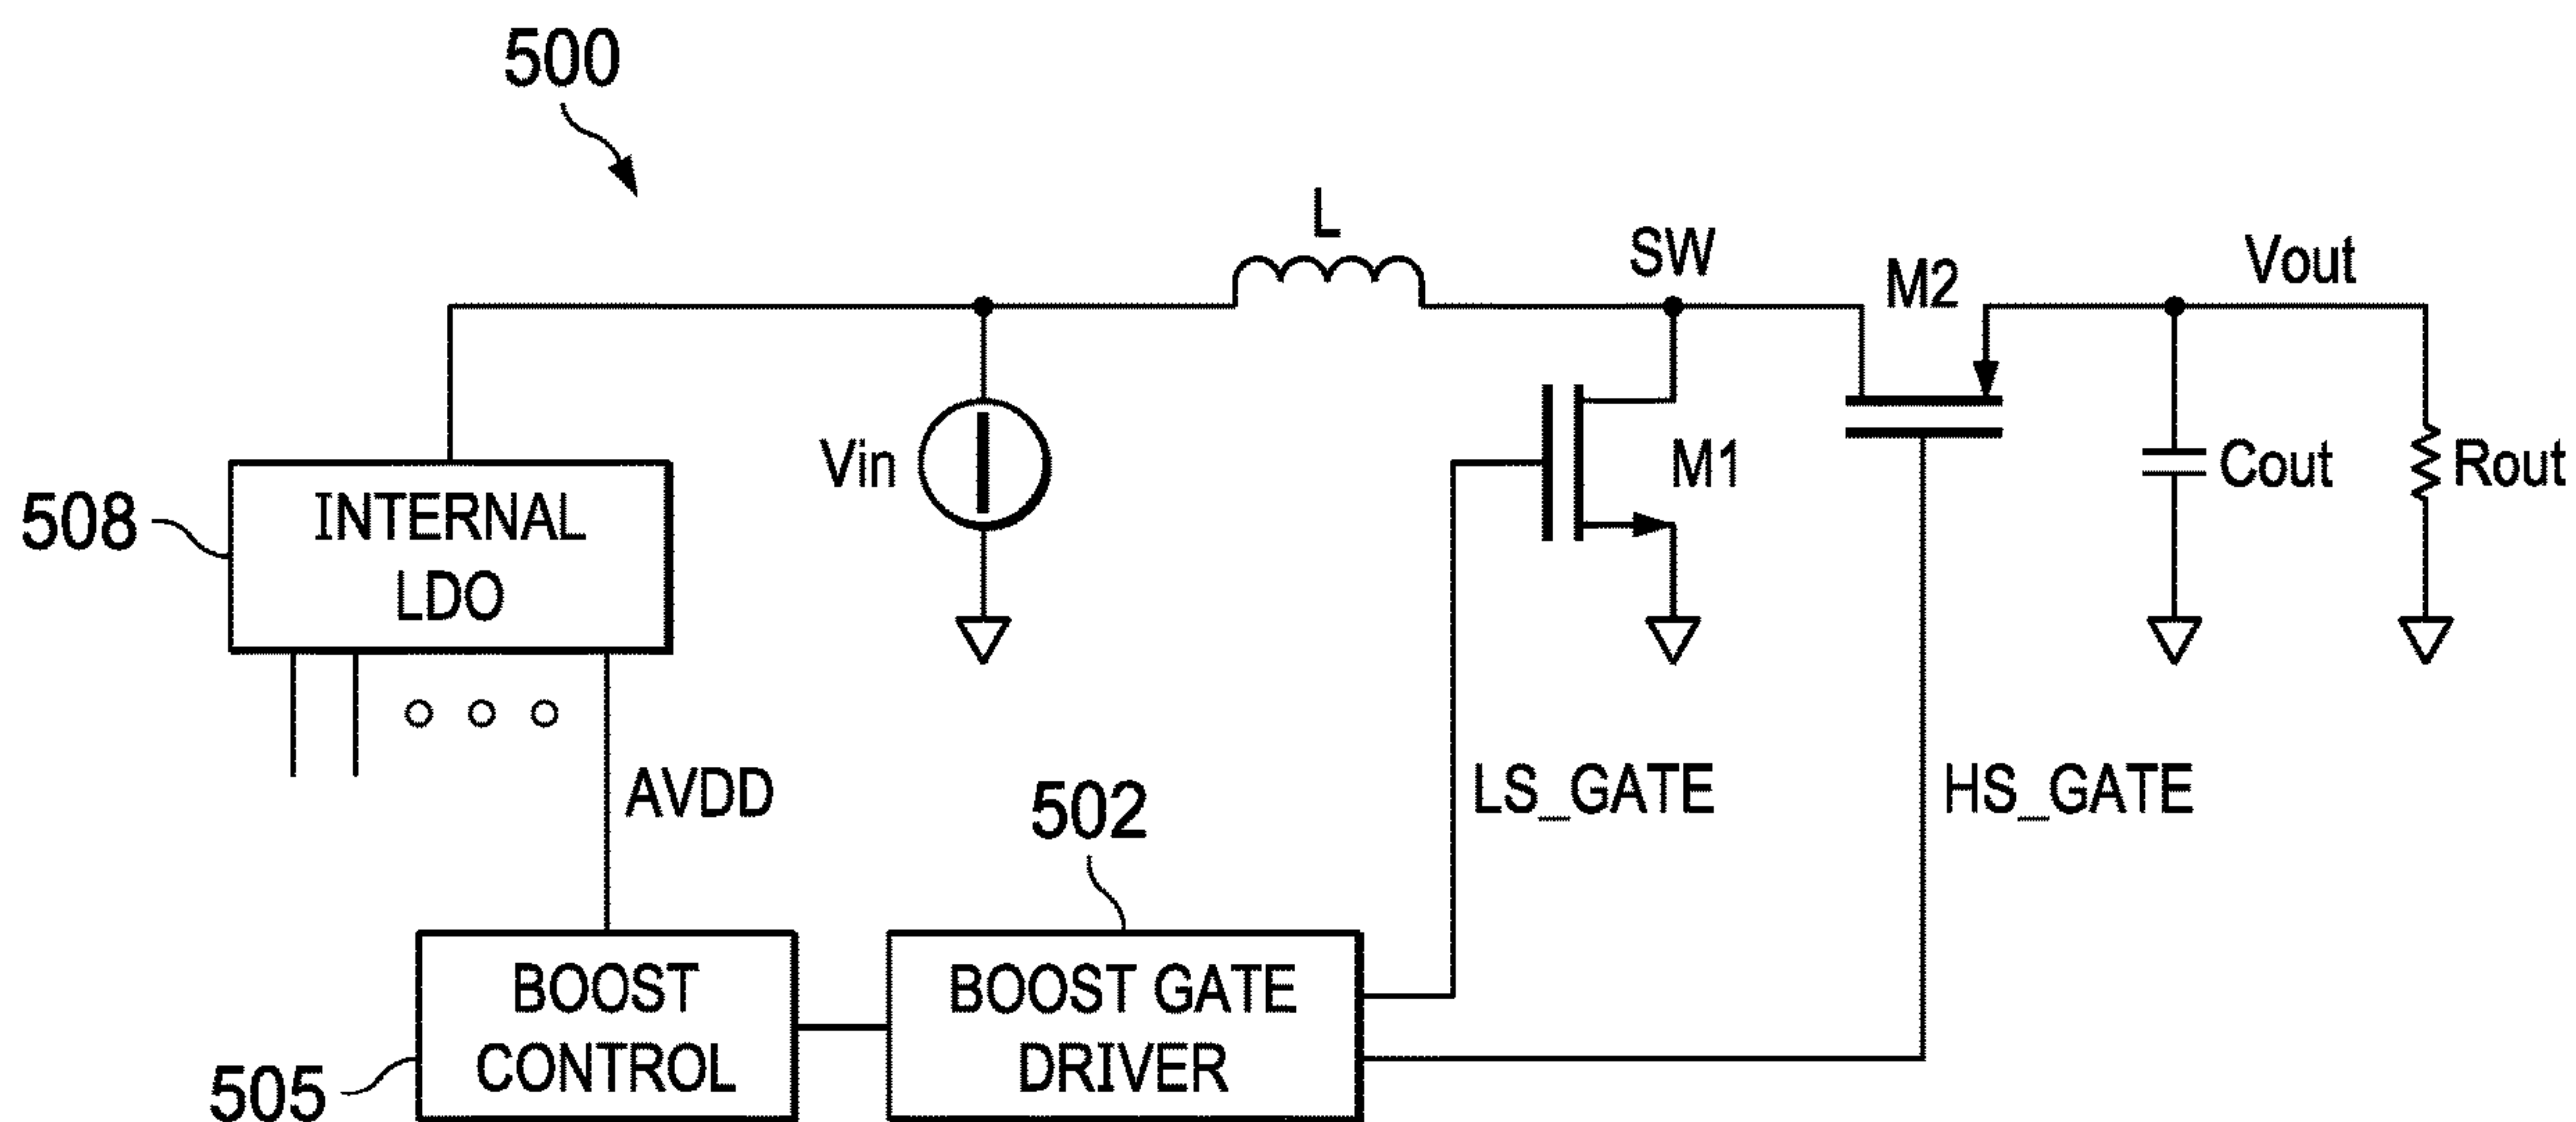 500
L
SW
M2
Vout
Vin
M1
Cout
Rout
508
INTERNAL
LDO
AVDD
LS_GATE
HS_GATE
502
BOOST
CONTROL
BOOST GATE
DRIVER
505